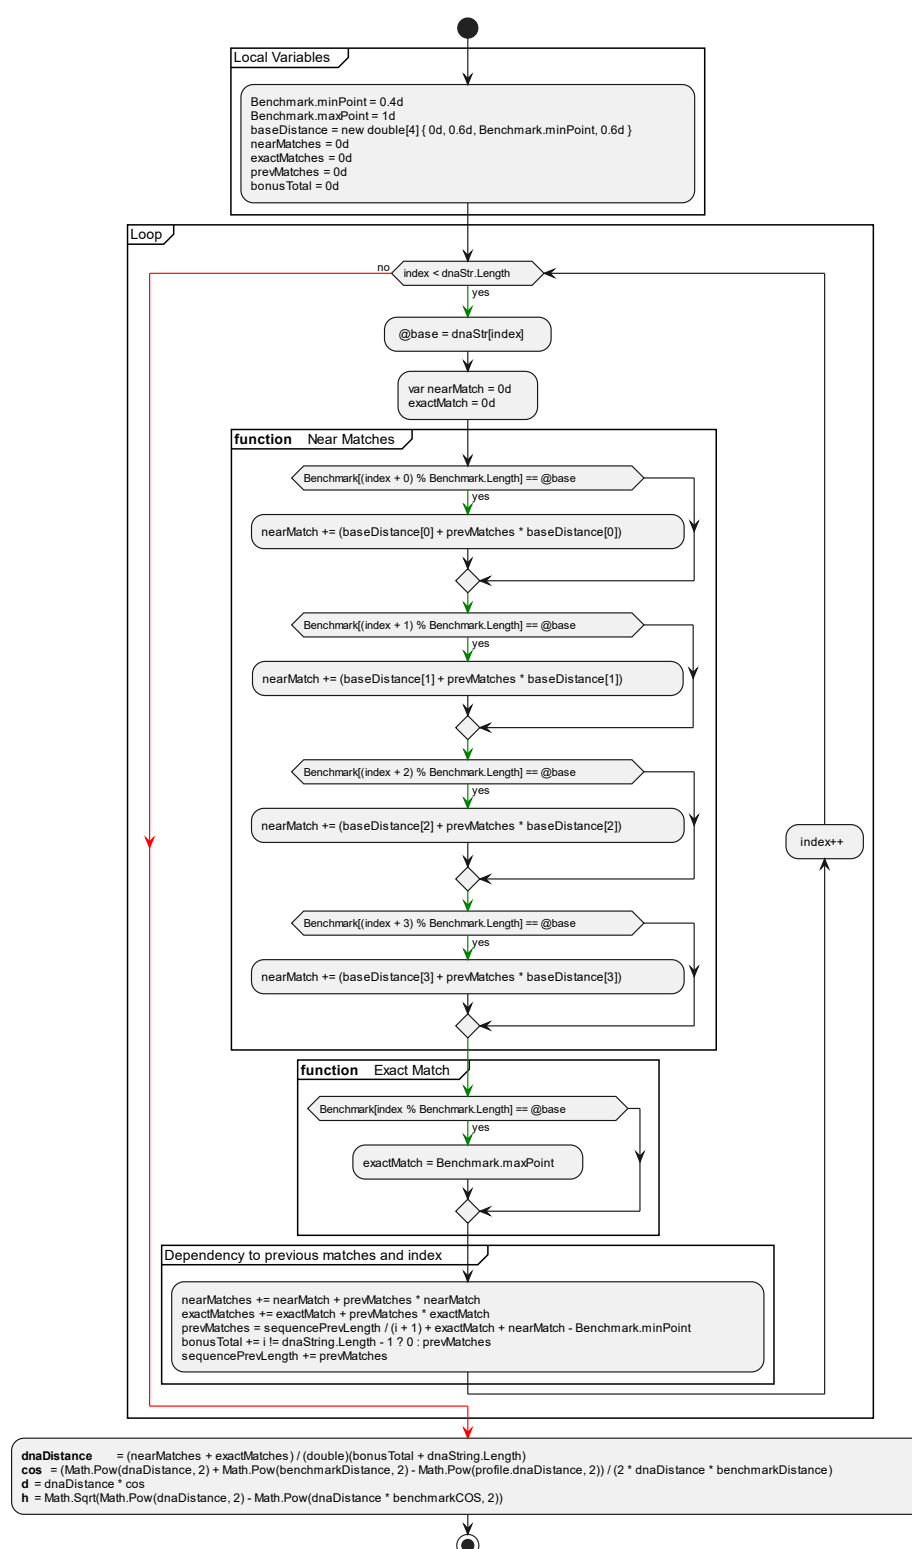 Local Variables
Benchmark.minPoint = 0.4d
Benchmark.maxPoint = 1d
baseDistance = new double[4] { 0d, 0.6d, Benchmark.minPoint, 0.6d }
nearMatches = 0d
exactMatches = 0d
prevMatches = 0d
bonusTotal = 0d
Loop
no
index < dnaStr.Length
yes
@base = dnaStr[index]
var nearMatch = 0d
exactMatch = 0d
function Near Matches
Benchmark[(index + 0) % Benchmark.Length] == @base
yes
nearMatch += (baseDistance[0] + prevMatches * baseDistance[0])
Benchmark[(index + 1) % Benchmark.Length] == @base
yes
nearMatch += (baseDistance[1] + prevMatches * baseDistance[1])
Benchmark[(index + 2) % Benchmark.Length] == @base
yes
nearMatch += (baseDistance[2] + prevMatches * baseDistance[2])
index++
Benchmark[(index + 3) % Benchmark.Length] == @base
yes
nearMatch += (baseDistance[3] + prevMatches * baseDistance[3])
function Exact Match
Benchmark[index % Benchmark.Length] == @base
yes
exactMatch = Benchmark.maxPoint
Dependency to previous matches and index
nearMatches += nearMatch + prevMatches * nearMatch
exactMatches += exactMatch + prevMatches * exactMatch
prevMatches = sequencePrevLength / (i + 1) + exactMatch + nearMatch - Benchmark.minPoint
bonusTotal += i != dnaString.Length - 1 ? 0 : prevMatches
sequencePrevLength += prevMatches
dnaDistance = (nearMatches + exactMatches) / (double)(bonusTotal + dnaString.Length)
cos = (Math.Pow(dnaDistance, 2) + Math.Pow(benchmarkDistance, 2) - Math.Pow(profile.dnaDistance, 2)) / (2 * dnaDistance * benchmarkDistance)
d = dnaDistance * cos
h = Math.Sqrt(Math.Pow(dnaDistance, 2) - Math.Pow(dnaDistance * benchmarkCOS, 2))